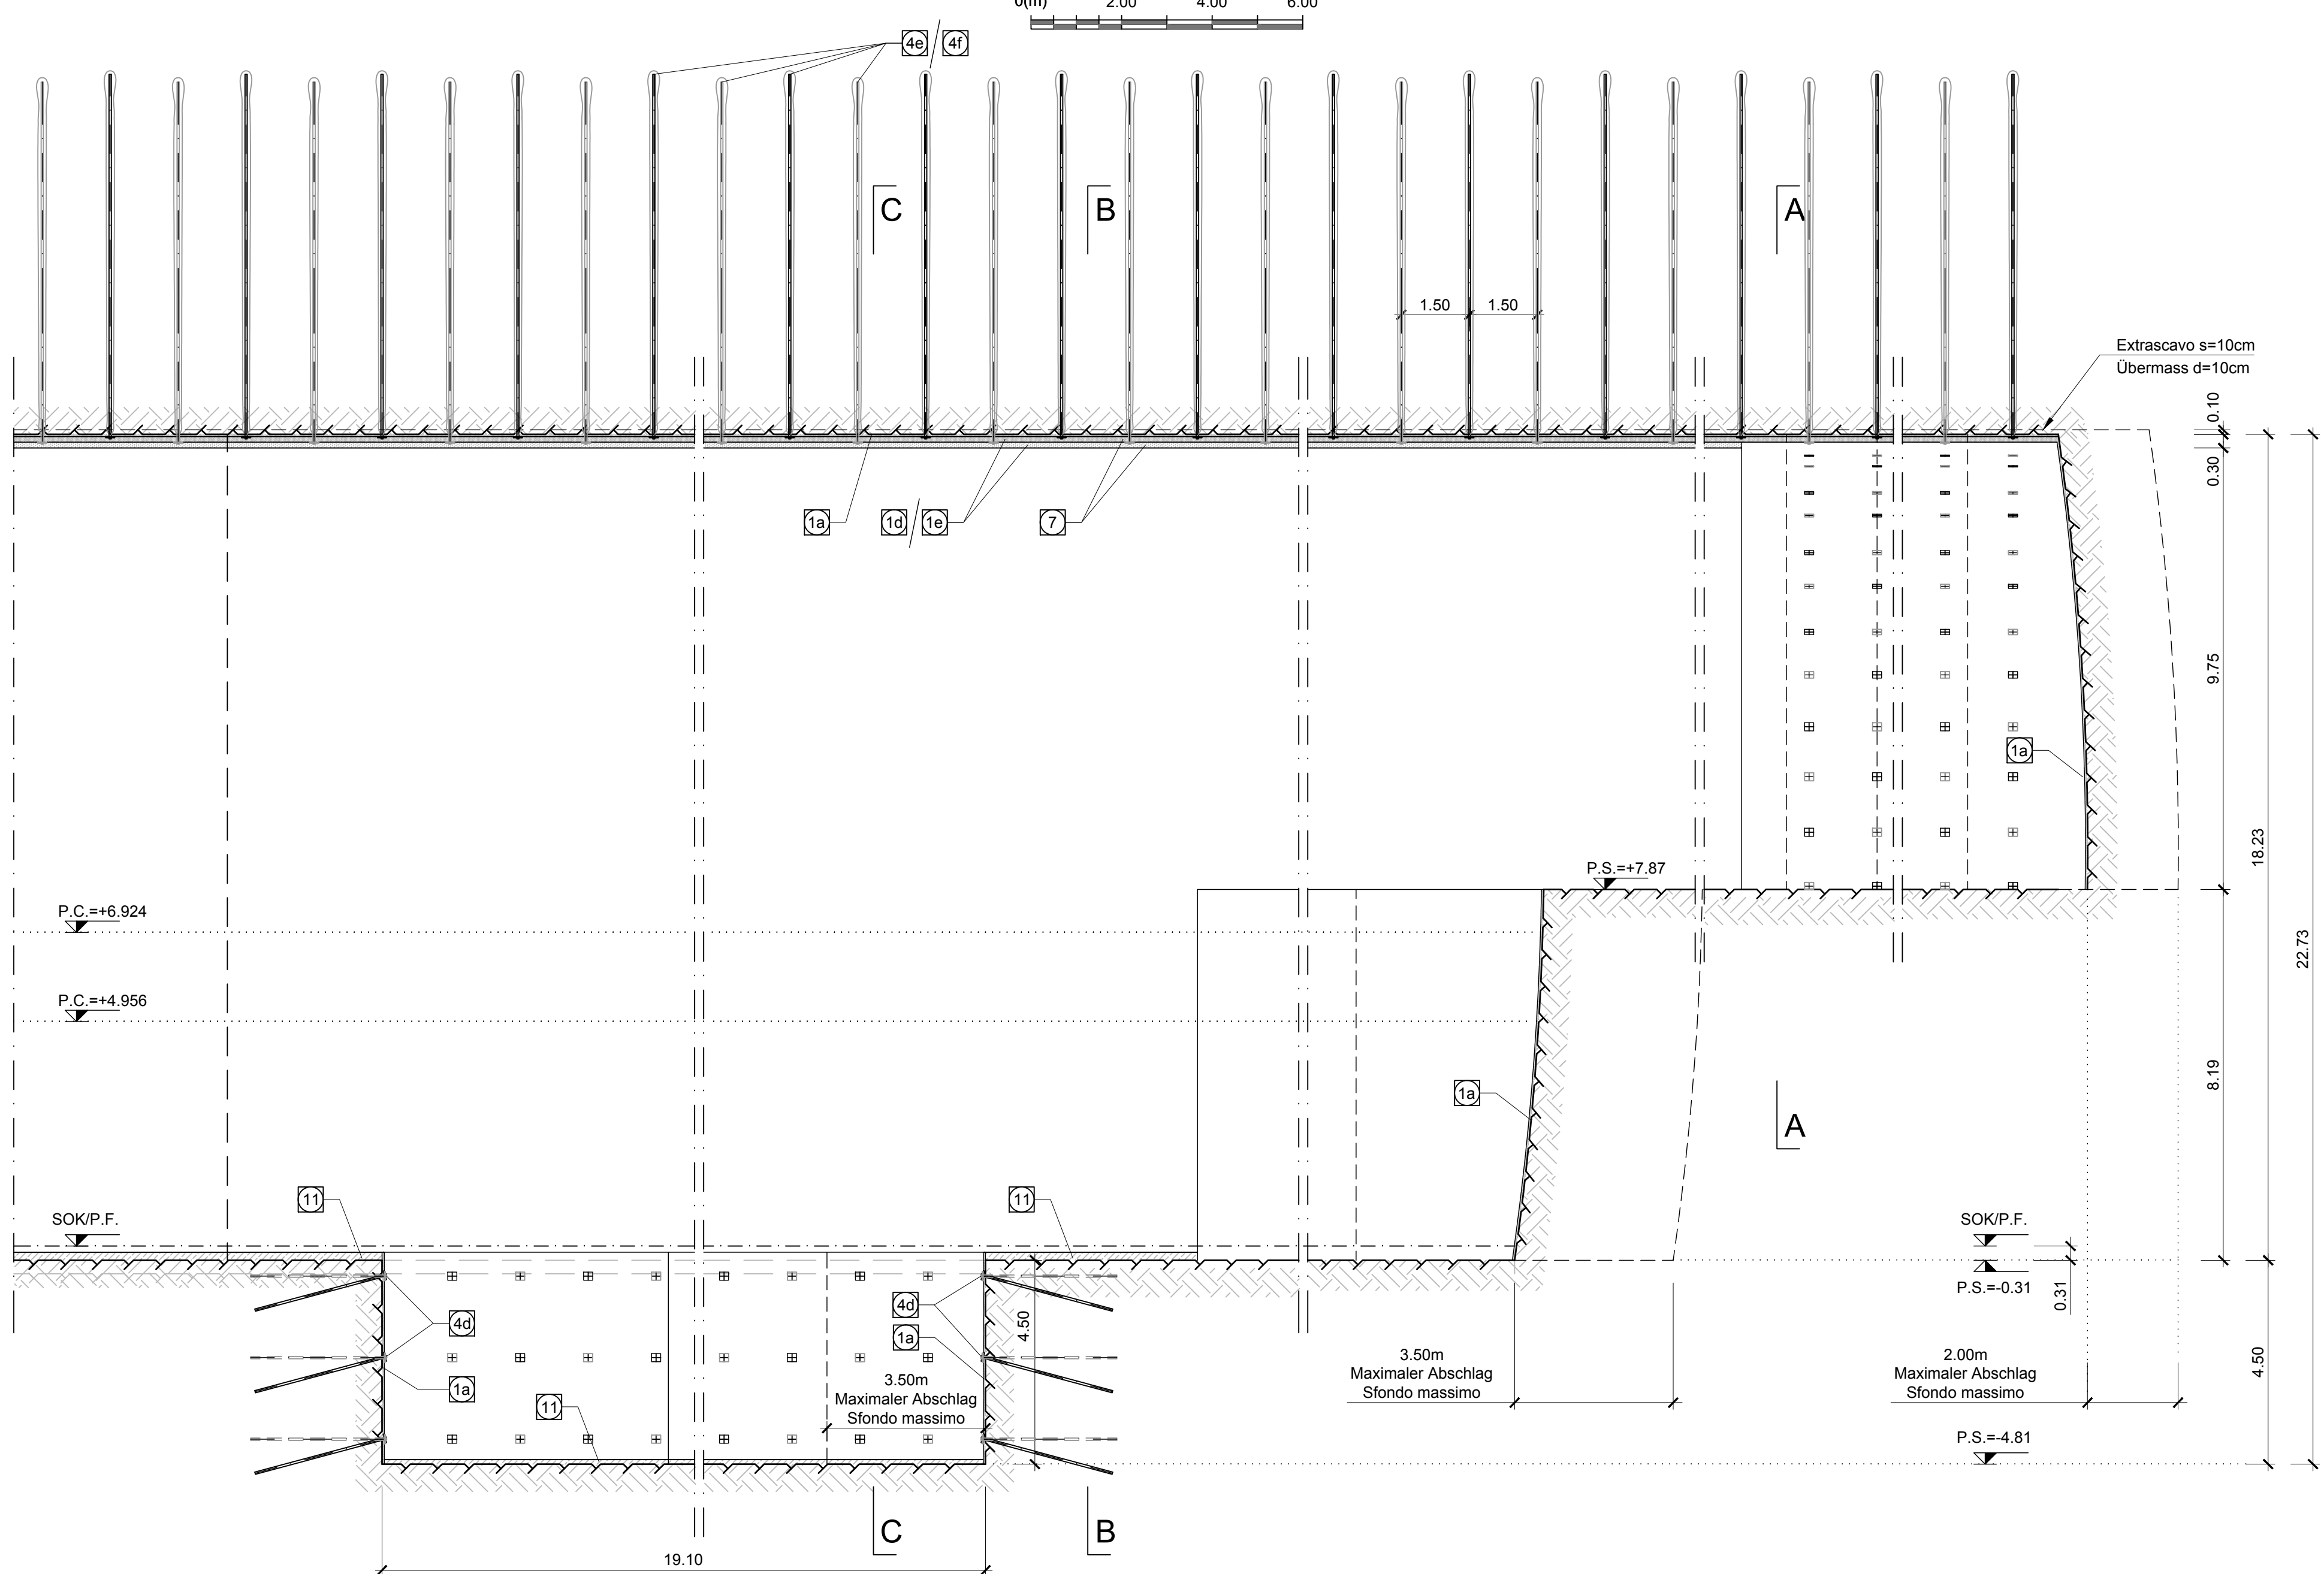 0(m) 2.00 4.00 6.00
4e / 4f
C B A
1.50 1.50
Extrascavo s=10cm
Übermass d=10cm
0.10
0.30
1a 1d / 1e 7
9.75
1a
18.23
P.S.=+7.87
P.C.=+6.924
22.73
P.C.=+4.956
8.19
1a
A
11 11
SOK/P.F. SOK/P.F.
P.S.=-0.31
0.31
4d 4d
1a
4.50
1a
11
3.50m
Maximaler Abschlag
Sfondo massimo
3.50m
Maximaler Abschlag
Sfondo massimo
2.00m
Maximaler Abschlag
Sfondo massimo
4.50
P.S.=-4.81
C B
19.10